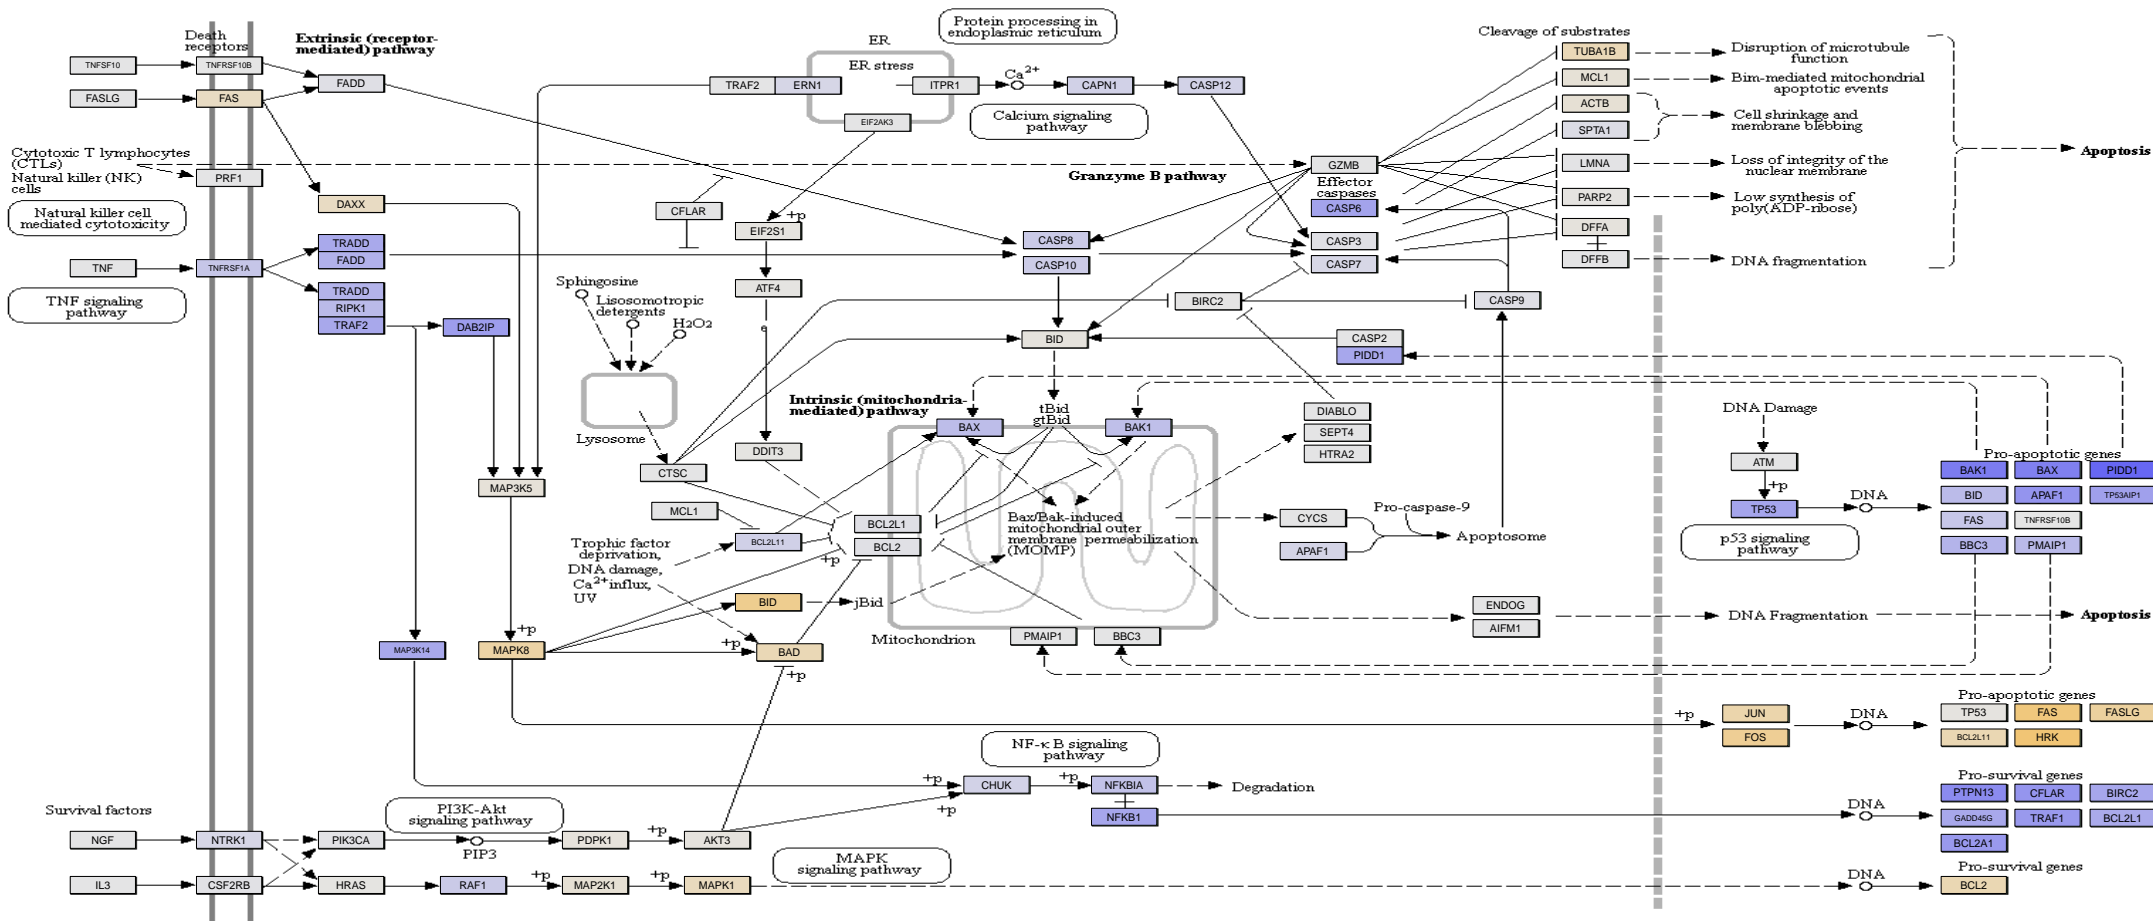 Death
receptors
Extrinsic (receptor-
mediated) pathway
TNFSF10
TNFRSF10B
FASLG
FAS
FADD
Cytotoxic T lymphocytes
(CTLs)
Natural killer (NK)
cells
PRF1
DAXX
Natural killer cell
mediated cytotoxicity
TNF
TNFRSF1A
TRADD
FADD
TRADD
RIPK1
TRAF2
DAB2IP
TNF signaling
pathway
Protein processing in
endoplasmic reticulum
ER
ER stress
TRAF2
ERN1
ITPR1
Ca2+
CAPN1
CASP12
EIF2AK3
Calcium signaling
pathway
Granzyme B pathway
CFLAR
+p
EIF2S1
ATF4
e
DDIT3
CASP8
CASP10
BID
GZMB
Effector
caspases
CASP6
CASP3
CASP7
BIRC2
CASP9
CASP2
PIDD1
Cleavage of substrates
TUBA1B
Disruption of microtubule
function
MCL1
Bim-mediated mitochondrial
apoptotic events
ACTB
SPTA1
Cell shrinkage and
membrane blebbing
LMNA
Loss of integrity of the
nuclear membrane
PARP2
Low synthesis of
poly(ADP-ribose)
DFFA
DFFB
DNA fragmentation
Apoptosis
Sphingosine
Lisosomotropic
detergents
H2O2
Lysosome
CTSC
Intrinsic (mitochondria-
mediated) pathway
tBid
gtBid
BAX
BAK1
DIABLO
SEPT4
HTRA2
MAP3K5
MCL1
BCL2L11
BCL2L1
BCL2
+p
Bax/Bak-induced
mitochondrial outer
membrane permeabilization
(MOMP)
CYCS
APAF1
Pro-caspase-9
Apoptosome
Trophic factor
deprivation,
DNA damage,
Ca2+ influx,
UV
BID
jBid
+p
MAPK8
+p
BAD
+p
MAP3K14
Mitochondrion
PMAIP1
BBC3
ENDOG
AIFM1
DNA Fragmentation
Apoptosis
DNA Damage
ATM
+p
TP53
DNA
p53 signaling
pathway
Pro-apoptotic genes
BAK1
BAX
PIDD1
BID
APAF1
TP53AIP1
FAS
TNFRSF10B
BBC3
PMAIP1
+p
JUN
FOS
DNA
Pro-apoptotic genes
TP53
FAS
FASLG
BCL2L11
HRK
NF-κ B signaling
pathway
+p
CHUK
+p
NFKBIA
Degradation
+p
NFKB1
DNA
Pro-survival genes
PTPN13
CFLAR
BIRC2
GADD45G
TRAF1
BCL2L1
BCL2A1
Survival factors
PI3K-Akt
signaling pathway
NGF
NTRK1
PIK3CA
PIP3
PDPK1
+p
AKT3
MAPK
signaling pathway
IL3
CSF2RB
HRAS
RAF1
+p
MAP2K1
+p
MAPK1
DNA
Pro-survival genes
BCL2